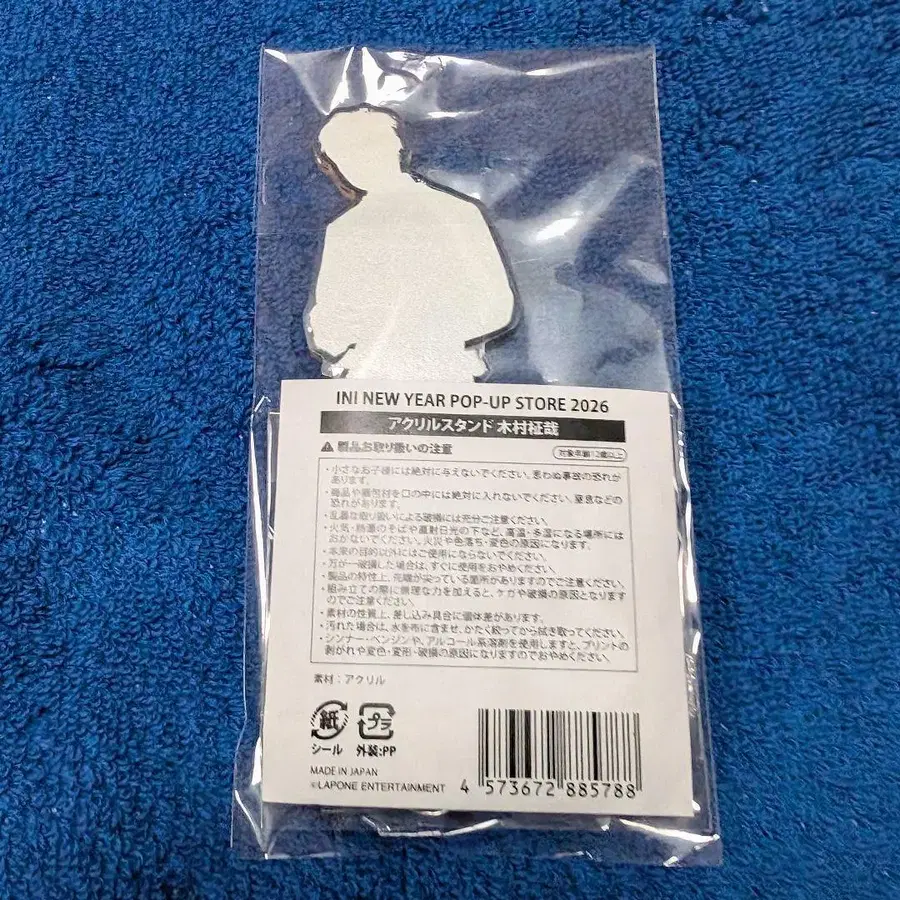 INI NEW YEAR POP-UP STORE 2026
アクリルスタンド 木村柾哉
製品お取り扱いの注意
対象年齢12歳以上
・小さなお子様には絶対に与えないでください。思わぬ事故の恐れが
あります。
・商品や梱包材を口の中には絶対に入れないでください。窒息などの
恐れがあります。
・乱暴な取り扱いによる破損には充分ご注意ください。
・火気・熱源のそばや直射日光の下など、高温・多湿になる場所には
おかないでください。火災や色落ち・変色の原因になります。
・本来の目的以外にはご使用にならないでください。
・万が一破損した場合は、すぐに使用をおやめください。
・製品の特性上、先端が尖っている箇所がありますのでご注意ください。
・組み立ての際に無理な力を加えると、ケガや破損の原因となります
のでご注意ください。
・素材の性質上、差し込み具合に個体差があります。
・汚れた場合は、水を布に含ませ、かたく絞ってから拭き取ってください。
・シンナー・ベンジンや、アルコール系溶剤を使用しますと、プリントの
剥がれや変色・変形・破損の原因になりますのでおやめください。
素材：アクリル
紙 プラ
シール 外装:PP
MADE IN JAPAN
©LAPONE ENTERTAINMENT
4 573672 885788